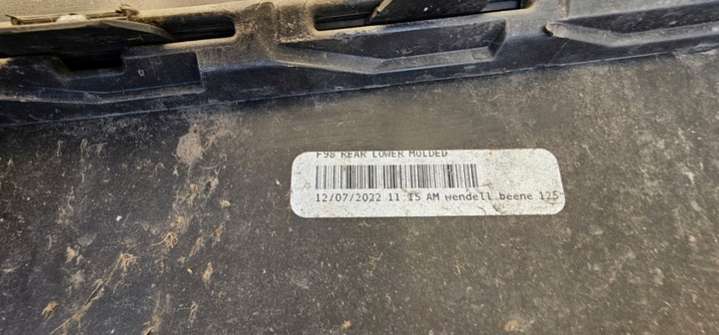 F98 REAR LOWER MOLDED
12/07/2022 11:15 AM wendell.beene 125